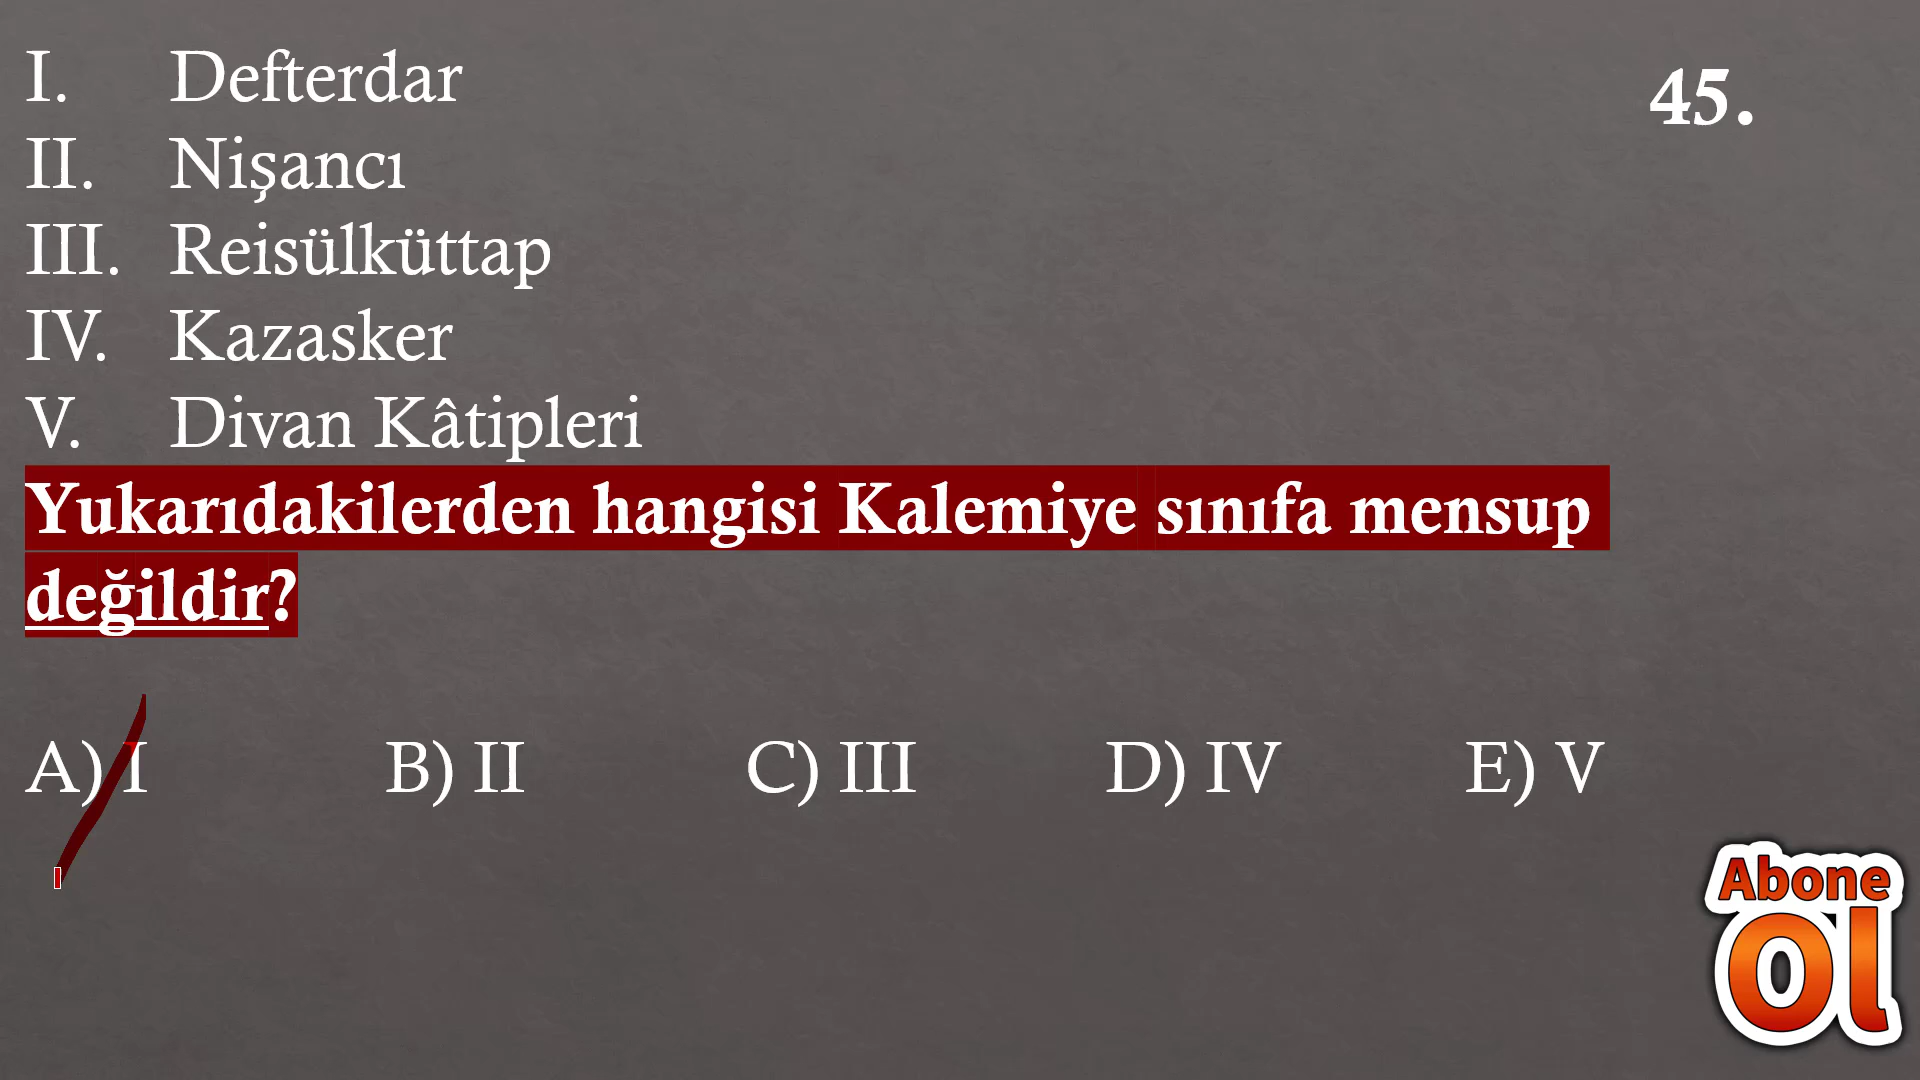 I. Defterdar
45.
II. Nişancı
III. Reisülküttap
IV. Kazasker
V. Divan Kâtipleri
Yukarıdakilerden hangisi Kalemiye sınıfa mensup
değildir?
A) I B) II C) III D) IV E) V
Abone
Ol